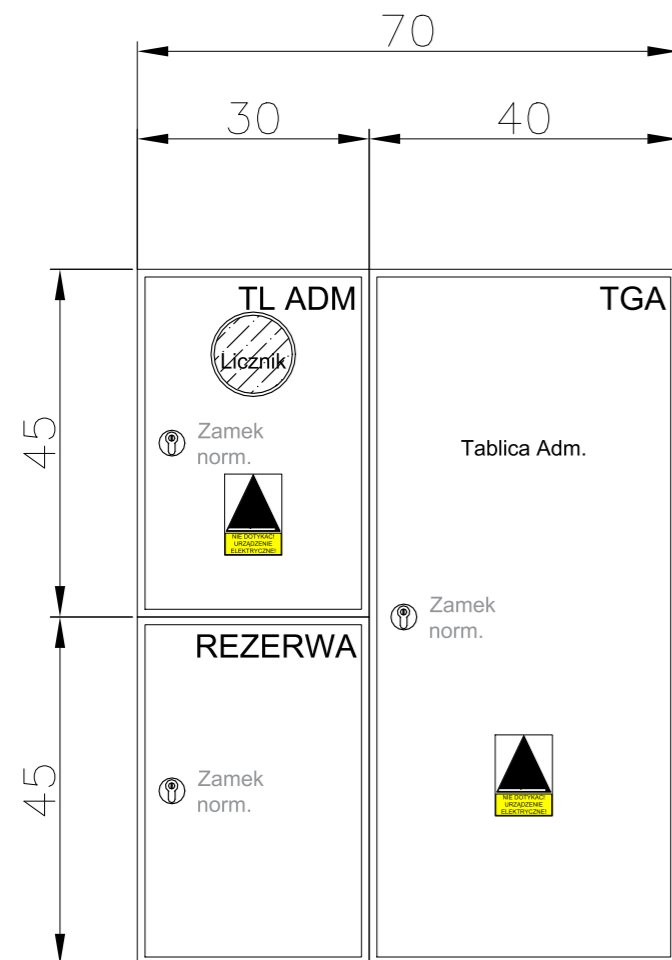 70
30
40
45
TL ADM
Licznik
Zamek
norm.
NIE DOTYKAĆ!
URZĄDZENIE
ELEKTRYCZNE!
TGA
Tablica Adm.
Zamek
norm.
NIE DOTYKAĆ!
URZĄDZENIE
ELEKTRYCZNE!
45
REZERWA
Zamek
norm.